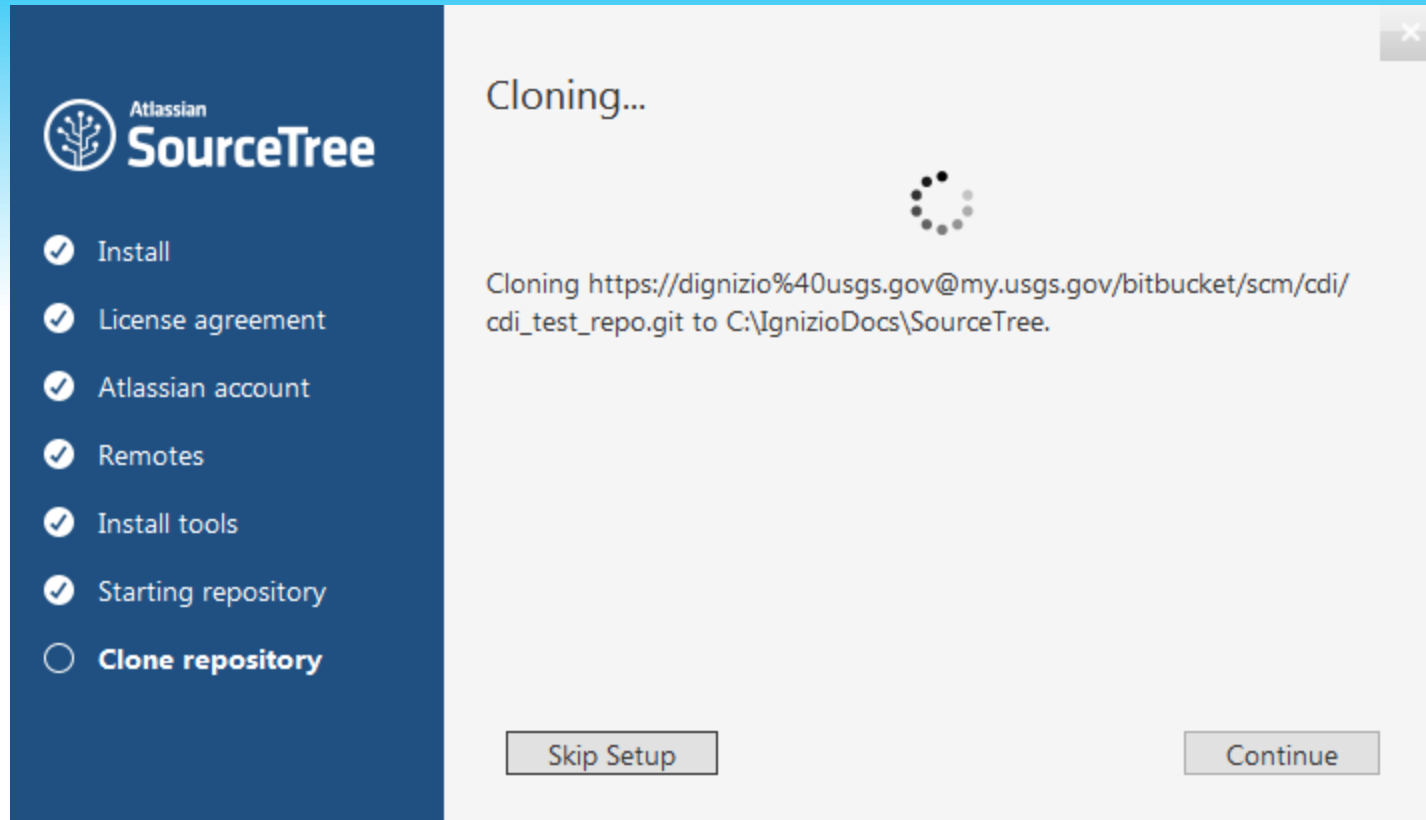 Atlassian
SourceTree
Install
License agreement
Atlassian account
Remotes
Install tools
Starting repository
Clone repository
Cloning...
Cloning https://dignizio%40usgs.gov@my.usgs.gov/bitbucket/scm/cdi/
cdi_test_repo.git to C:\IgnizioDocs\SourceTree.
Skip Setup
Continue